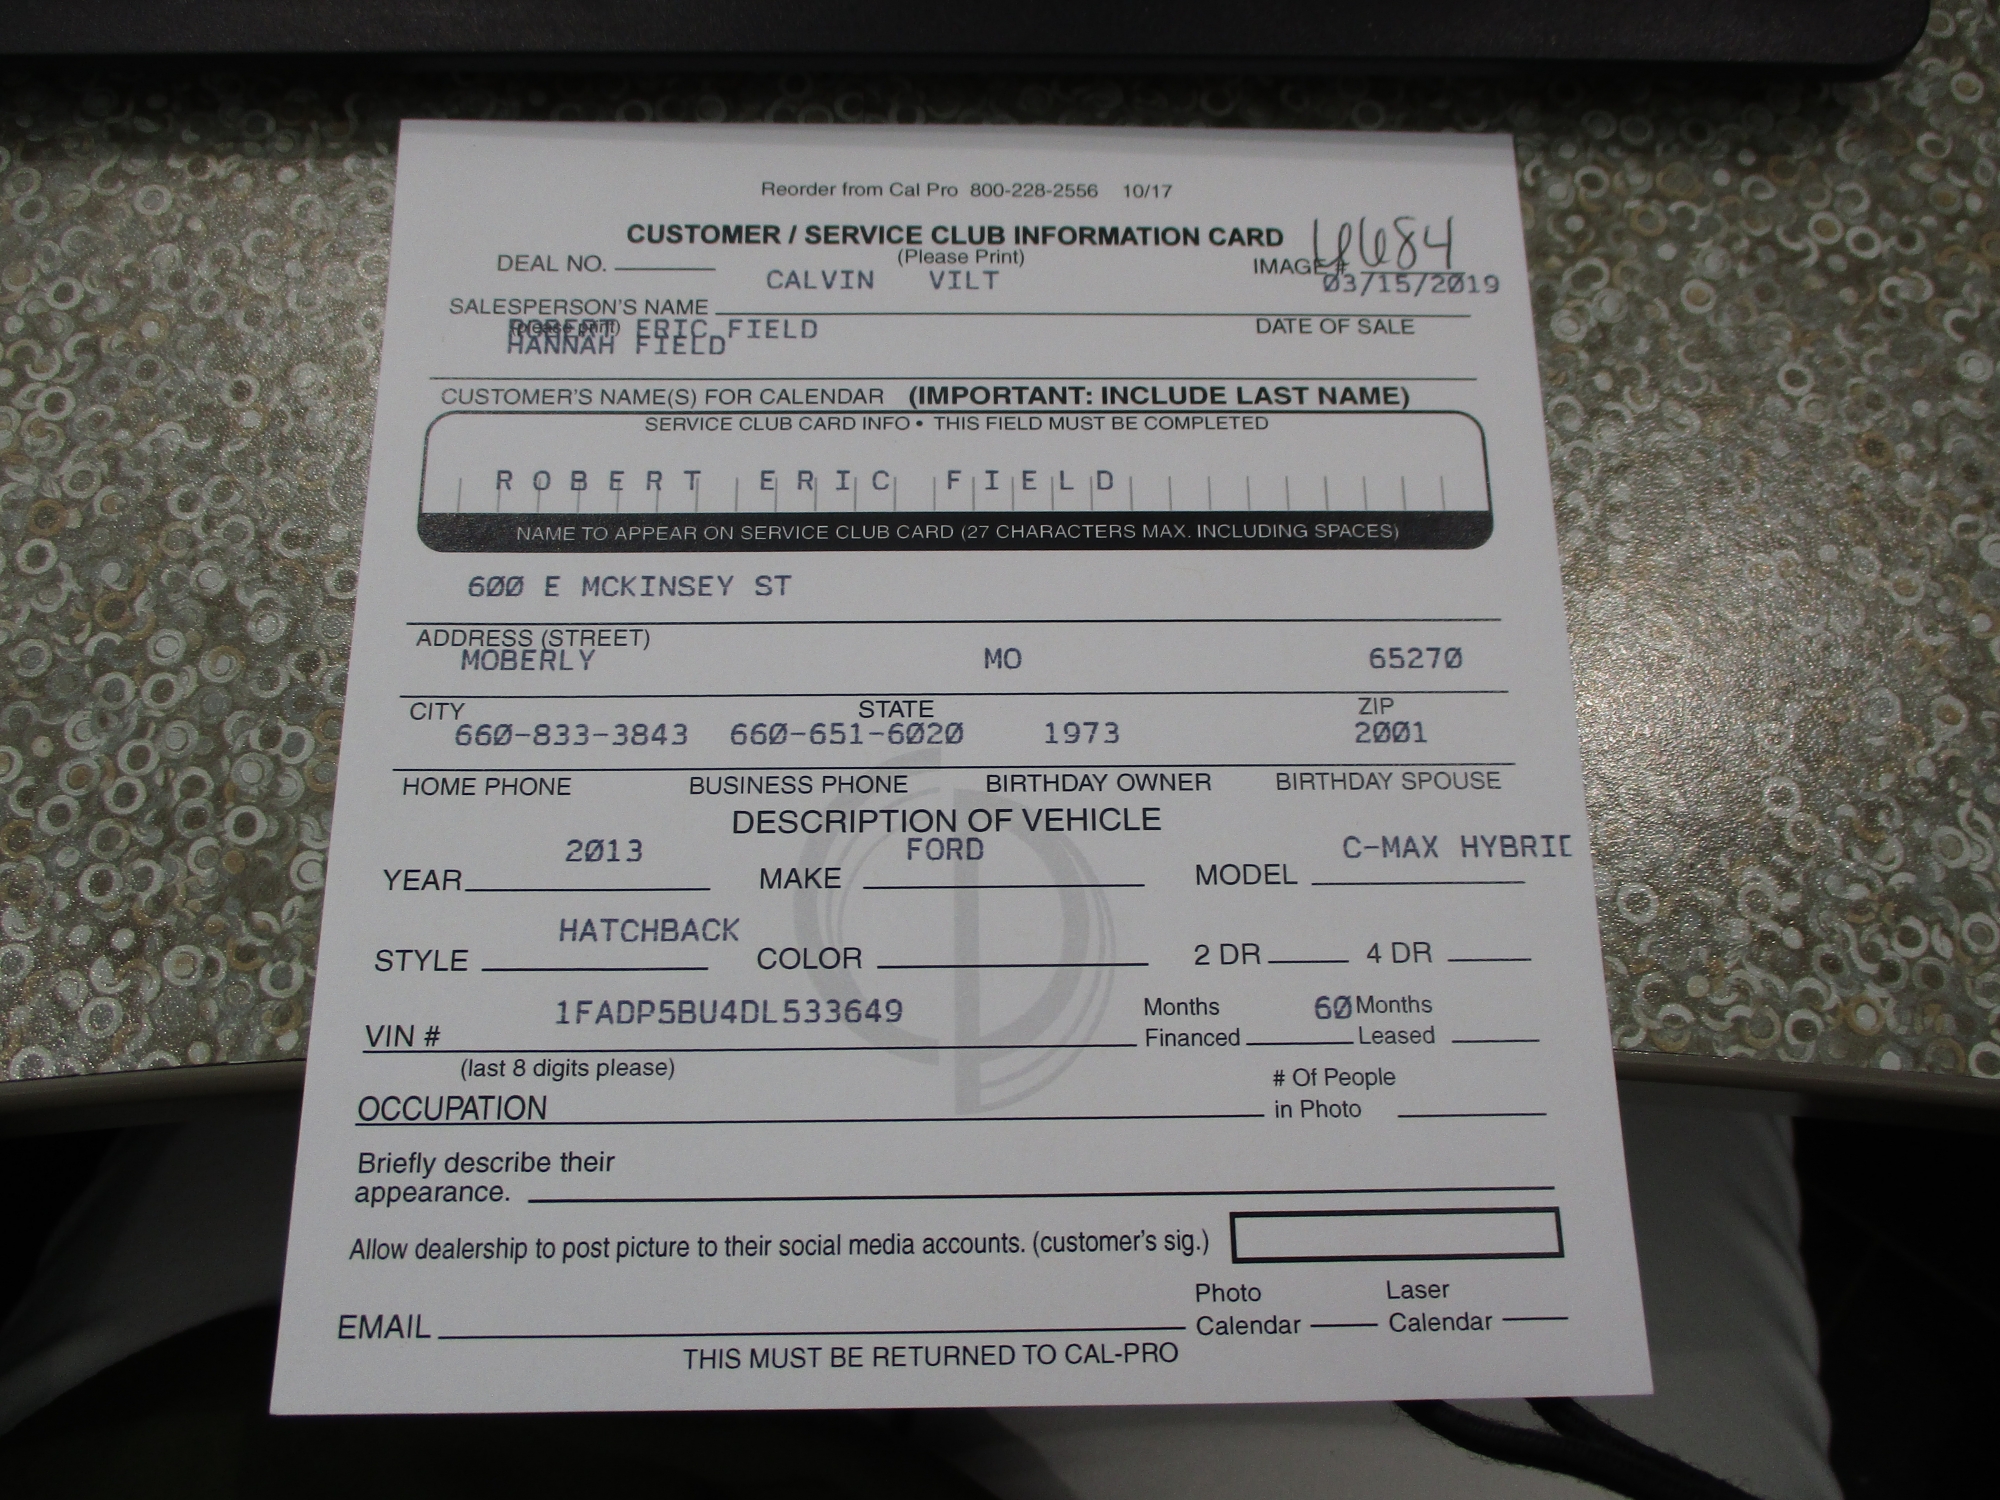 Reorder from Cal Pro 800-228-2556 10/17
CUSTOMER / SERVICE CLUB INFORMATION CARD
(Please Print)
DEAL NO. IMAGE# 6684
CALVIN VILT 03/15/2019
SALESPERSON'S NAME
(please print) DATE OF SALE
ROBERT ERIC FIELD
HANNAH FIELD
CUSTOMER'S NAME(S) FOR CALENDAR (IMPORTANT: INCLUDE LAST NAME)
SERVICE CLUB CARD INFO • THIS FIELD MUST BE COMPLETED
ROBERT ERIC FIELD
NAME TO APPEAR ON SERVICE CLUB CARD (27 CHARACTERS MAX. INCLUDING SPACES)
600 E MCKINSEY ST
ADDRESS (STREET)
MOBERLY MO 65270
CITY STATE ZIP
660-833-3843 660-651-6020 1973 2001
HOME PHONE BUSINESS PHONE BIRTHDAY OWNER BIRTHDAY SPOUSE
DESCRIPTION OF VEHICLE
2013 FORD C-MAX HYBRID
YEAR MAKE MODEL
HATCHBACK
STYLE COLOR 2 DR 4 DR
1FADP5BU4DL533649 Months 60 Months
VIN # Financed Leased
(last 8 digits please) # Of People
OCCUPATION in Photo
Briefly describe their
appearance.
Allow dealership to post picture to their social media accounts. (customer's sig.)
Photo Laser
EMAIL Calendar Calendar
THIS MUST BE RETURNED TO CAL-PRO